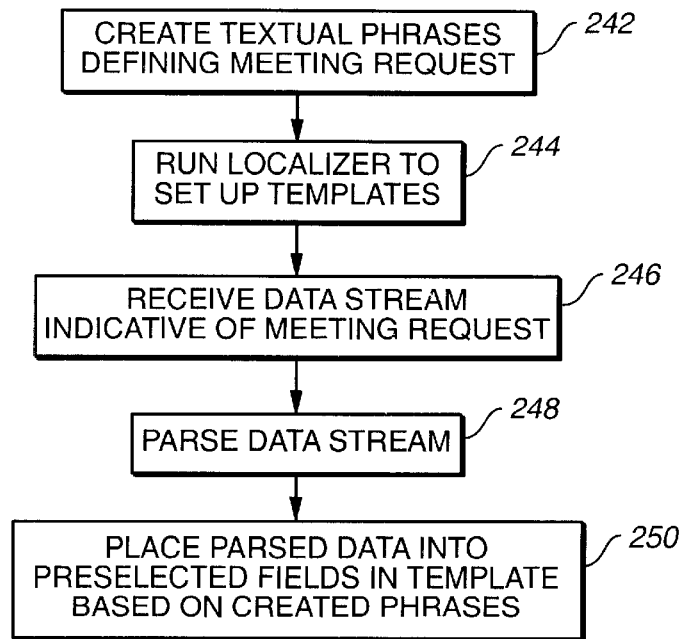 CREATE TEXTUAL PHRASES
DEFINING MEETING REQUEST
242
RUN LOCALIZER TO
SET UP TEMPLATES
244
RECEIVE DATA STREAM
INDICATIVE OF MEETING REQUEST
246
PARSE DATA STREAM
248
PLACE PARSED DATA INTO
PRESELECTED FIELDS IN TEMPLATE
BASED ON CREATED PHRASES
250